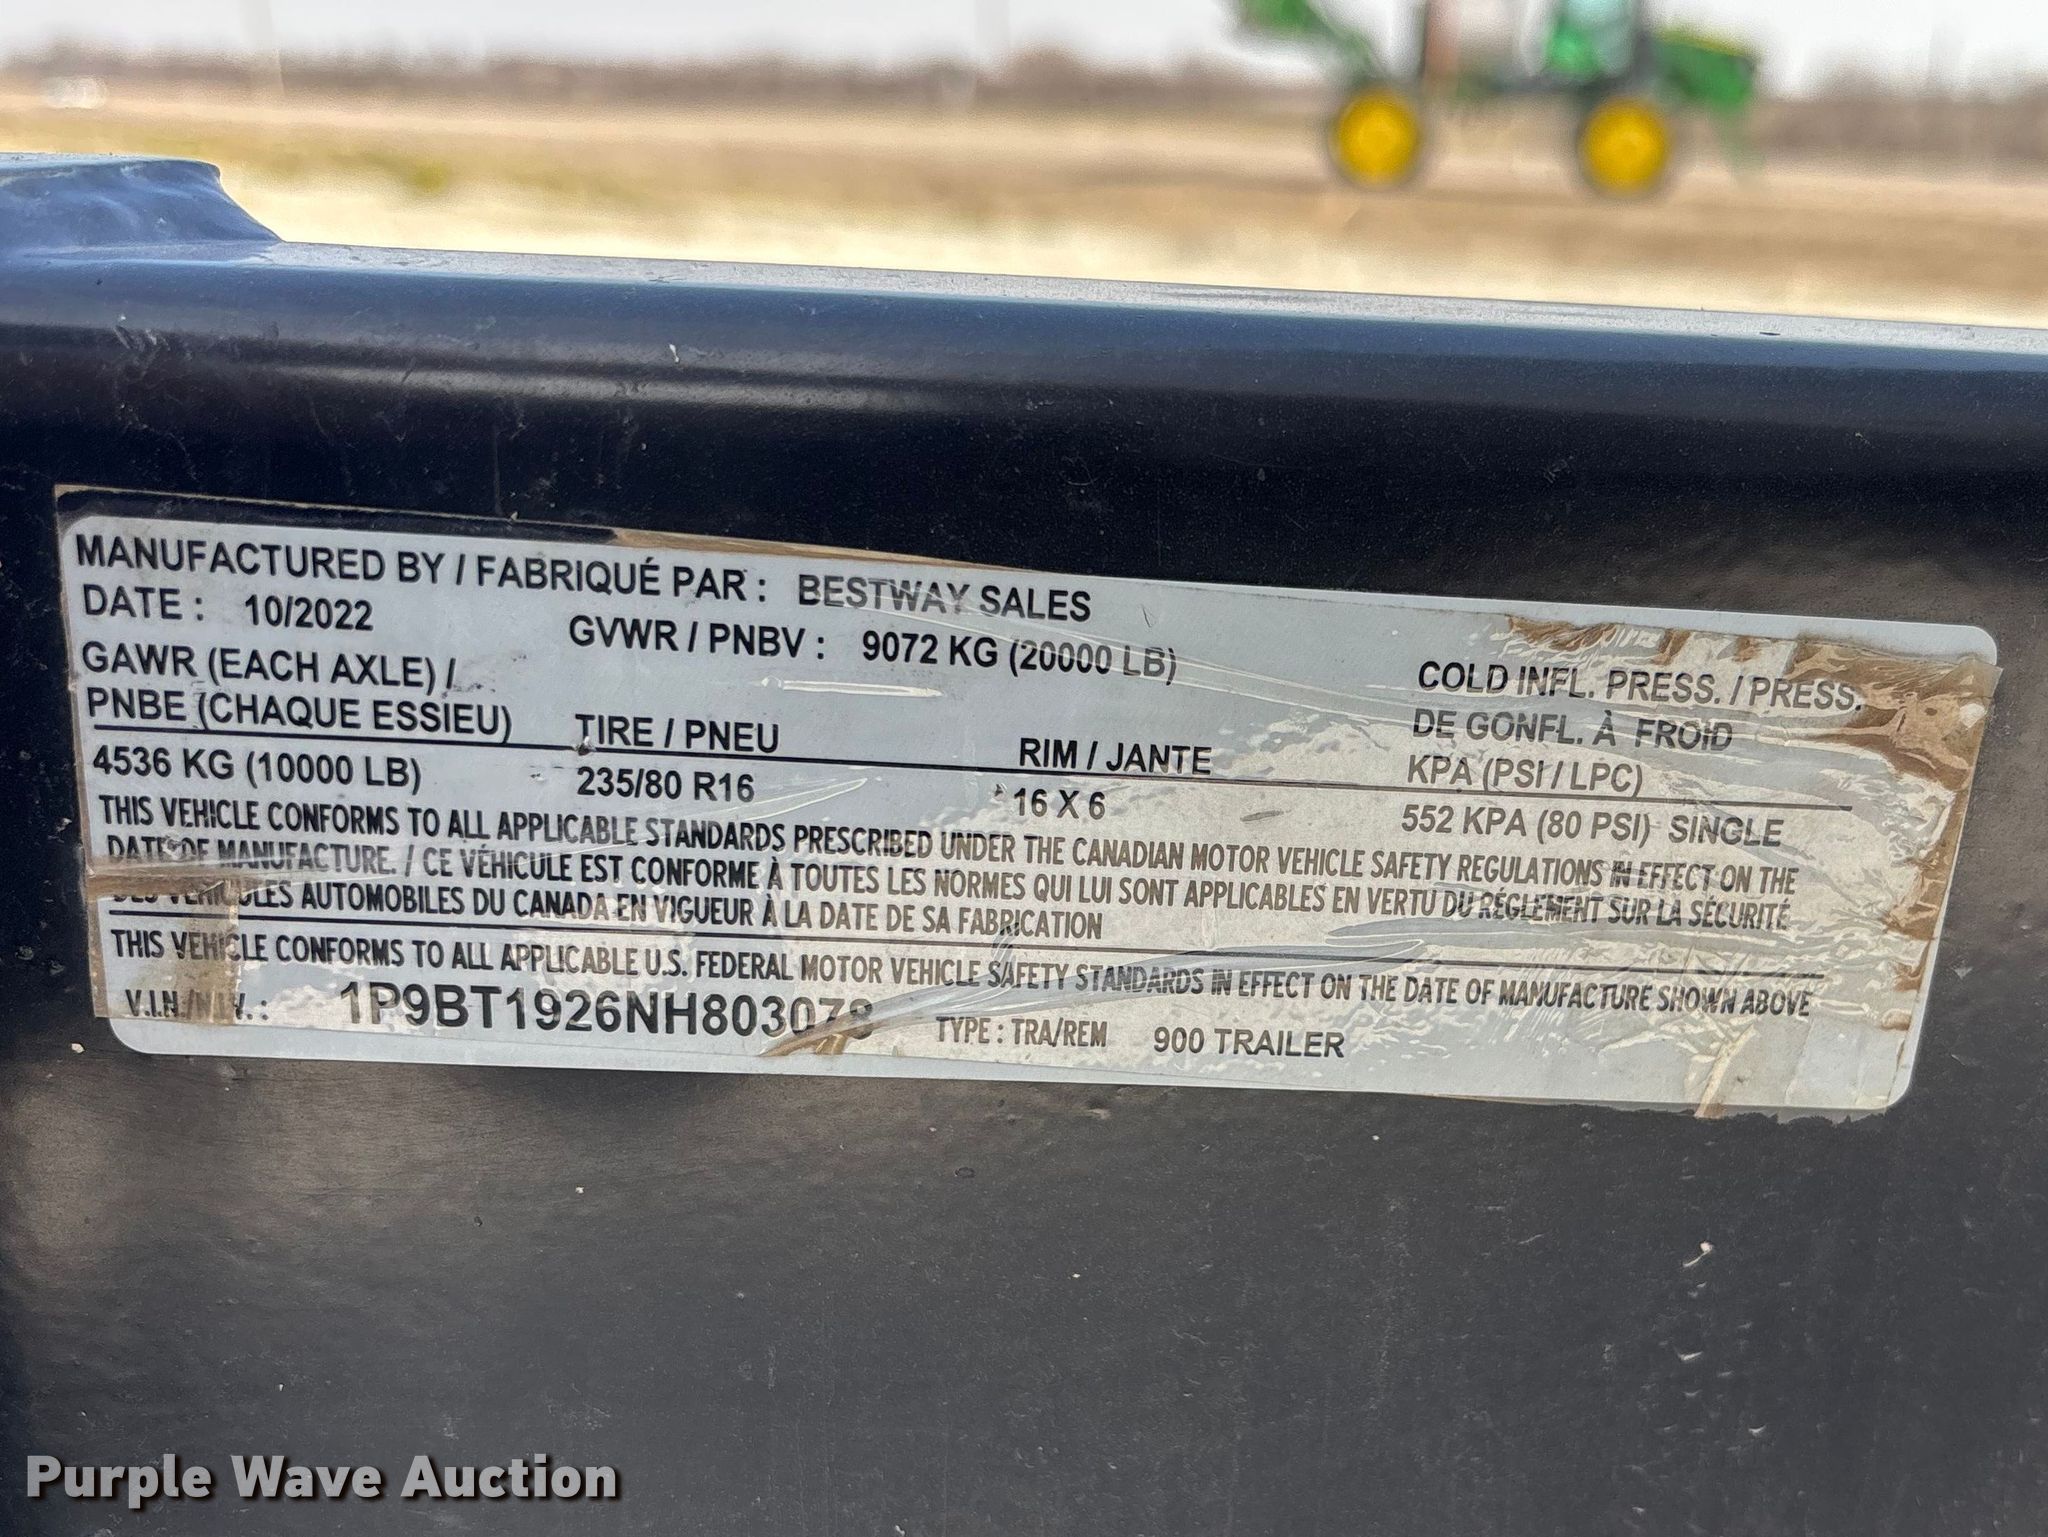 MANUFACTURED BY / FABRIQUÉ PAR : BESTWAY SALES
DATE : 10/2022 GVWR / PNBV : 9072 KG (20000 LB)
GAWR (EACH AXLE) /
PNBE (CHAQUE ESSIEU) TIRE / PNEU RIM / JANTE
COLD INFL. PRESS. / PRESS.
DE GONFL. À FROID
KPA (PSI / LPC)
4536 KG (10000 LB) 235/80 R16 16 X 6 552 KPA (80 PSI) SINGLE
THIS VEHICLE CONFORMS TO ALL APPLICABLE STANDARDS PRESCRIBED UNDER THE CANADIAN MOTOR VEHICLE SAFETY REGULATIONS IN EFFECT ON THE
DATE OF MANUFACTURE. / CE VÉHICULE EST CONFORME À TOUTES LES NORMES QUI LUI SONT APPLICABLES EN VERTU DU RÉGLEMENT SUR LA SÉCURITÉ
DES VEHICULES AUTOMOBILES DU CANADA EN VIGUEUR À LA DATE DE SA FABRICATION
THIS VEHICLE CONFORMS TO ALL APPLICABLE U.S. FEDERAL MOTOR VEHICLE SAFETY STANDARDS IN EFFECT ON THE DATE OF MANUFACTURE SHOWN ABOVE
V.I.N./N.I.V. : 1P9BT1926NH803078 TYPE : TRA/REM 900 TRAILER
Purple Wave Auction